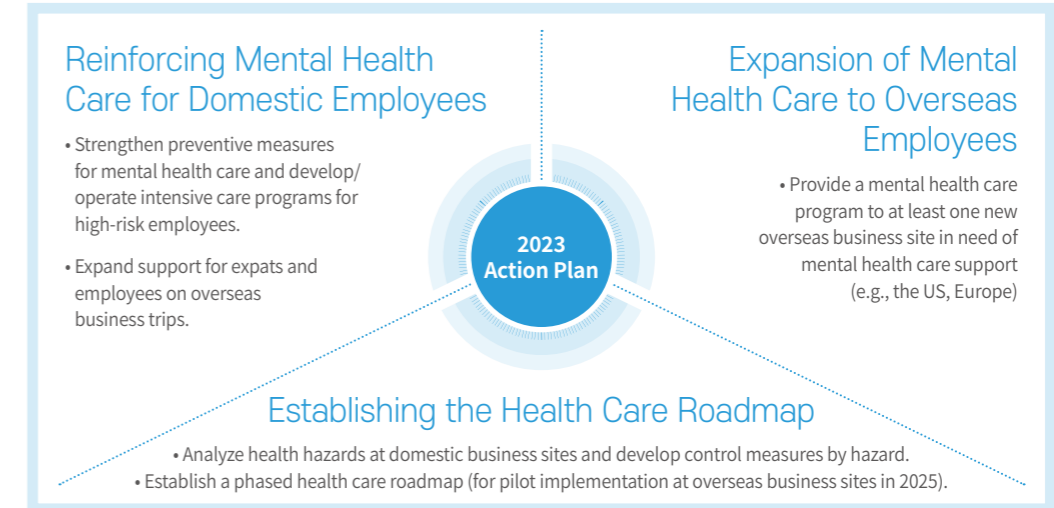 Reinforcing Mental Health
Care for Domestic Employees
• Strengthen preventive measures
for mental health care and develop/
operate intensive care programs for
high-risk employees.
• Expand support for expats and
employees on overseas
business trips.
Expansion of Mental
Health Care to Overseas
Employees
• Provide a mental health care
program to at least one new
overseas business site in need of
mental health care support
(e.g., the US, Europe)
2023
Action Plan
Establishing the Health Care Roadmap
• Analyze health hazards at domestic business sites and develop control measures by hazard.
• Establish a phased health care roadmap (for pilot implementation at overseas business sites in 2025).